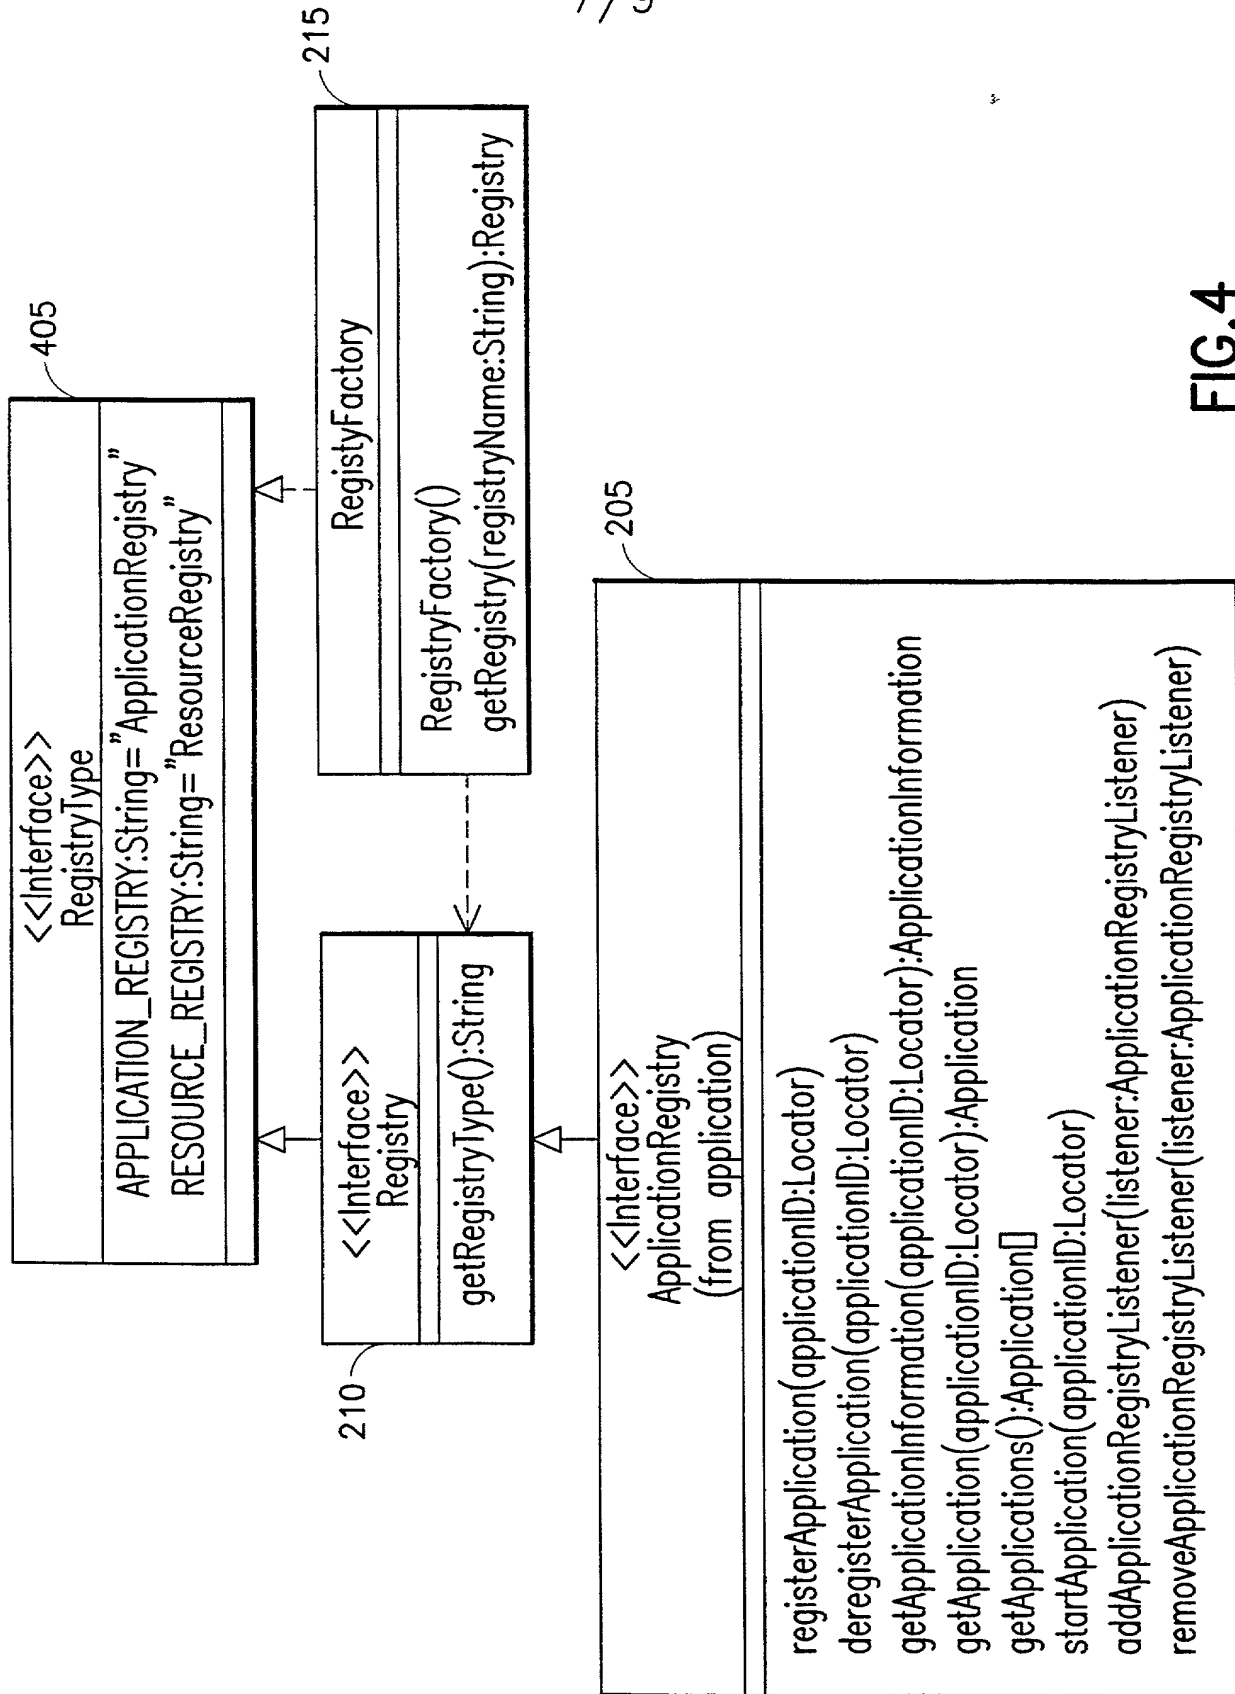 405
<<Interface>>
RegistryType
APPLICATION_REGISTRY:String="ApplicationRegistry"
RESOURCE_REGISTRY:String="ResourceRegistry"
215
RegistyFactory
RegistryFactory()
getRegistry(registryName:String):Registry
210
<<Interface>>
Registry
getRegistryType():String
205
<<Interface>>
ApplicationRegistry
(from application)
registerApplication(applicationID:Locator)
deregisterApplication(applicationID:Locator)
getApplicationInformation(applicationID:Locator):ApplicationInformation
getApplication(applicationID:Locator):Application
getApplications():Application[]
startApplication(applicationID:Locator)
addApplicationRegistryListener(listener:ApplicationRegistryListener)
removeApplicationRegistryListener(listener:ApplicationRegistryListener)
FIG.4